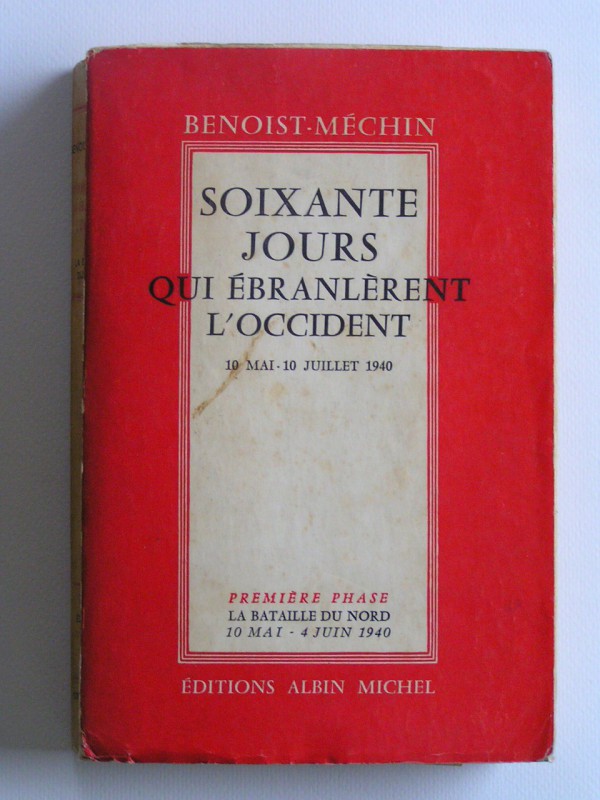 BENOIST-MÉCHIN
SOIXANTE
JOURS
QUI ÉBRANLÈRENT
L'OCCIDENT
10 MAI-10 JUILLET 1940
PREMIÈRE PHASE
LA BATAILLE DU NORD
10 MAI - 4 JUIN 1940
ÉDITIONS ALBIN MICHEL